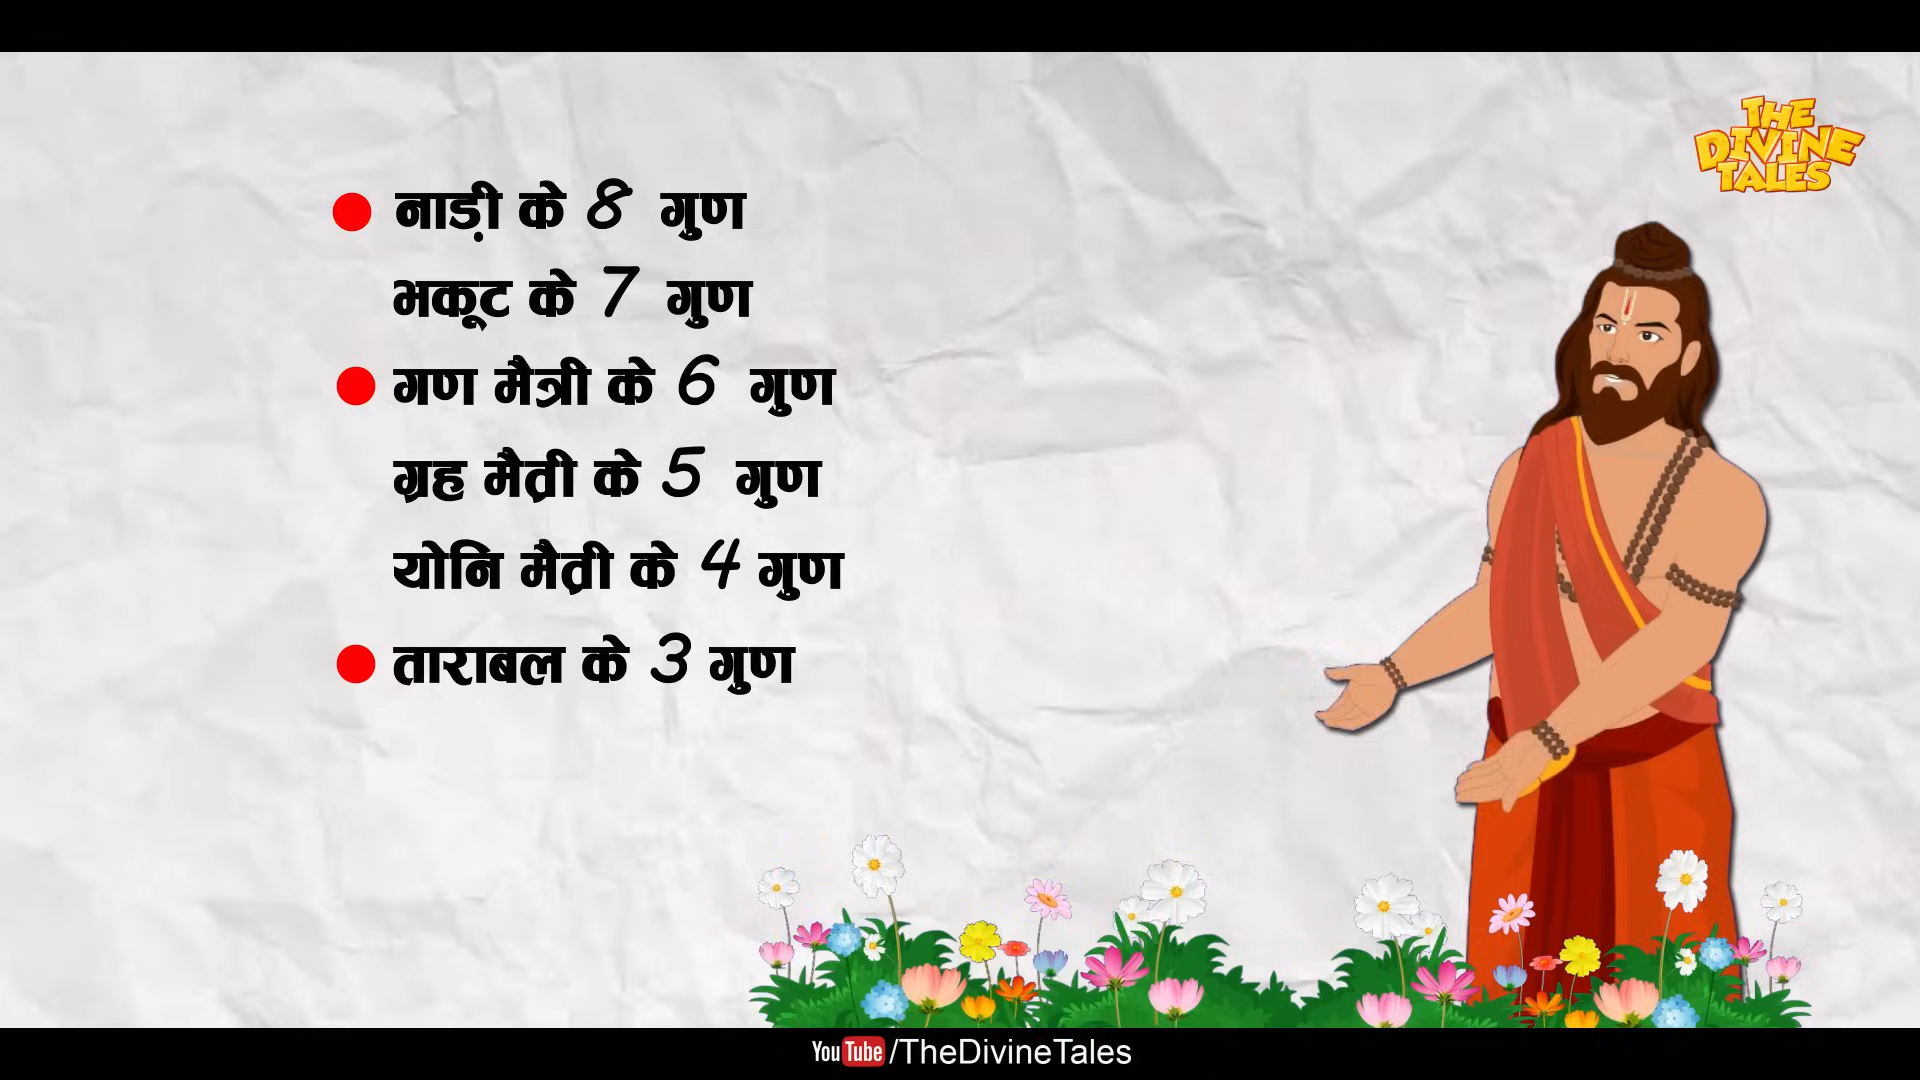 THE
DIVINE
TALES
नाड़ी के 8 गुण
भकूट के 7 गुण
गण मैत्री के 6 गुण
ग्रह मैत्री के 5 गुण
योनि मैत्री के 4 गुण
ताराबल के 3 गुण
YouTube/TheDivineTales